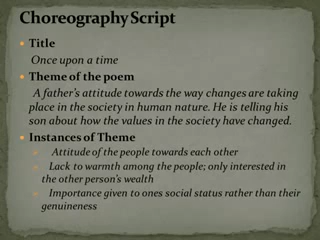 Choreography Script
Title
Once upon a time
Theme of the poem
A father's attitude towards the way changes are taking
place in the society in human nature. He is telling his
son about how the values in the society have changed.
Instances of Theme
Attitude of the people towards each other
Lack to warmth among the people; only interested in
the other person's wealth
Importance given to ones social status rather than their
genuineness